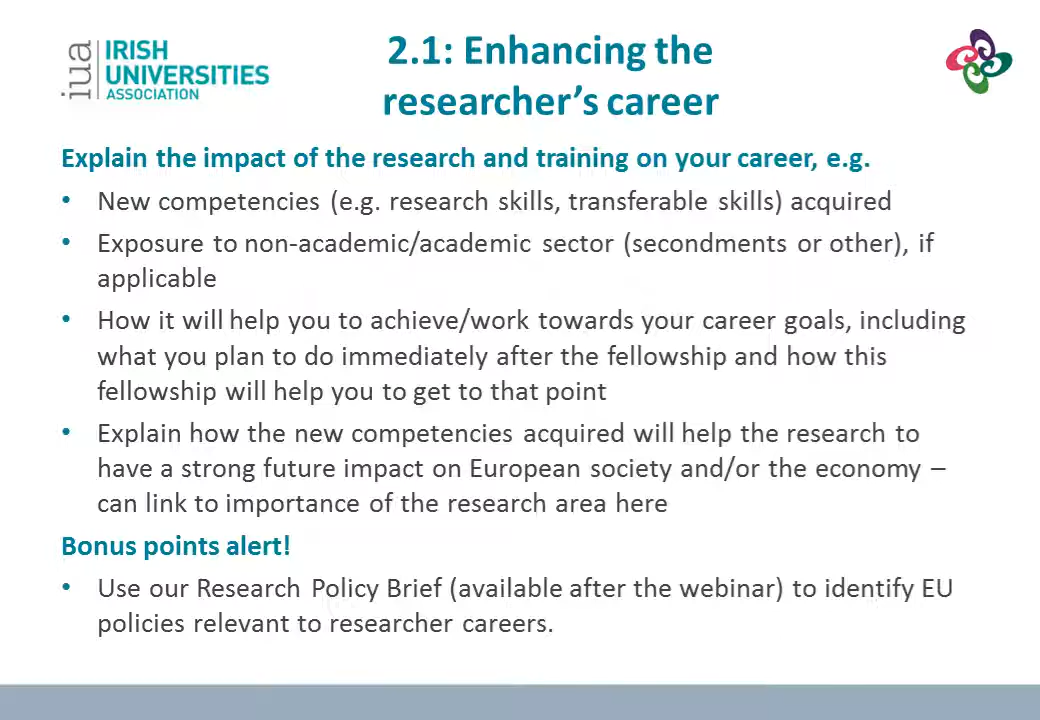 iua
IRISH
UNIVERSITIES
ASSOCIATION
2.1: Enhancing the
researcher’s career
Explain the impact of the research and training on your career, e.g.
• New competencies (e.g. research skills, transferable skills) acquired
• Exposure to non-academic/academic sector (secondments or other), if
applicable
• How it will help you to achieve/work towards your career goals, including
what you plan to do immediately after the fellowship and how this
fellowship will help you to get to that point
• Explain how the new competencies acquired will help the research to
have a strong future impact on European society and/or the economy –
can link to importance of the research area here
Bonus points alert!
• Use our Research Policy Brief (available after the webinar) to identify EU
policies relevant to researcher careers.